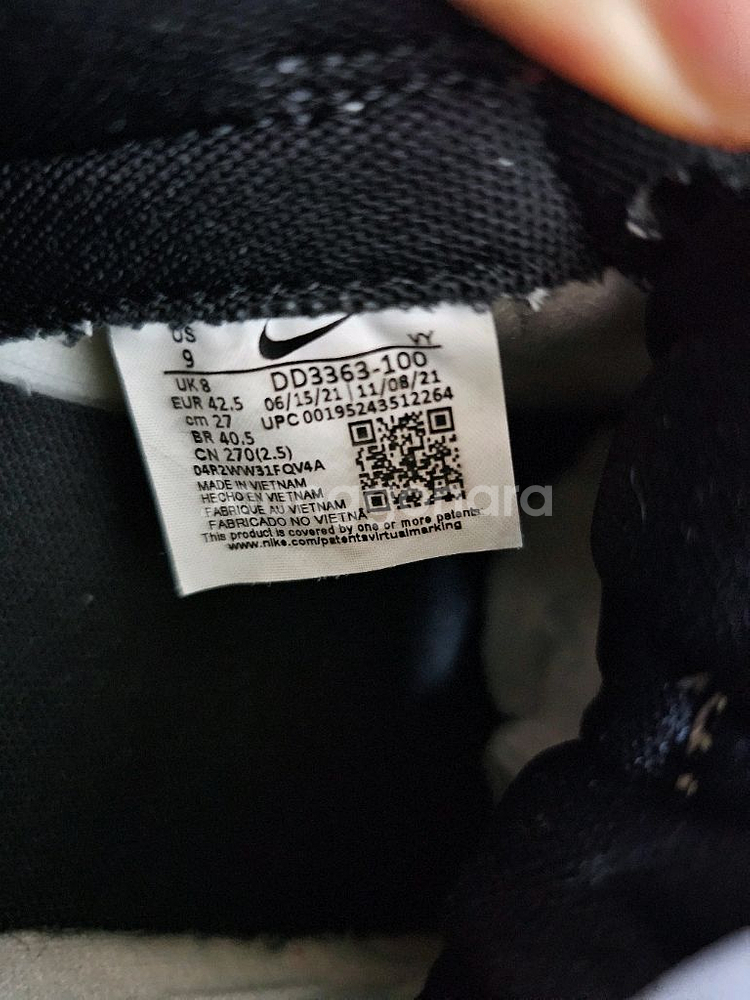 US
9
VY
UK 8
DD3363-100
EUR 42.5
06/15/21 | 11/08/21
cm 27
UPC 00195243512264
BR 40.5
CN 270(2.5)
04R2WW31FQV4A
MADE IN VIETNAM
HECHO EN VIETNAM
FABRIQUE AU VIETNAM
FABRICADO NO VIETNÃ
This product is covered by one or more patents.
www.nike.com/patentsvirtualmarking